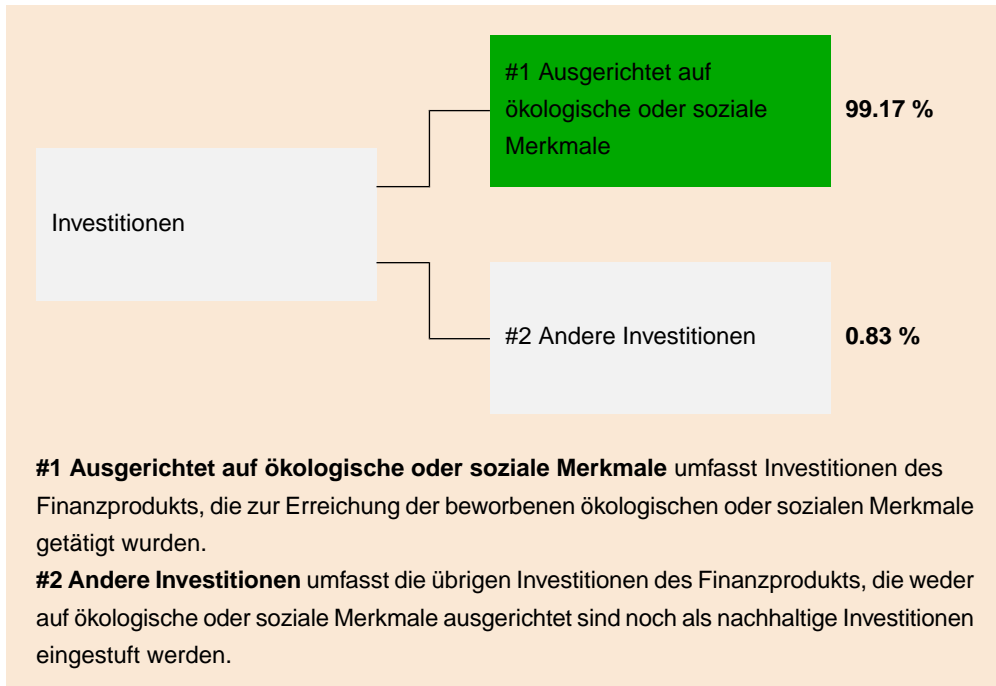 #1 Ausgerichtet auf
ökologische oder soziale
Merkmale
99.17 %
Investitionen
#2 Andere Investitionen
0.83 %
#1 Ausgerichtet auf ökologische oder soziale Merkmale umfasst Investitionen des
Finanzprodukts, die zur Erreichung der beworbenen ökologischen oder sozialen Merkmale
getätigt wurden.
#2 Andere Investitionen umfasst die übrigen Investitionen des Finanzprodukts, die weder
auf ökologische oder soziale Merkmale ausgerichtet sind noch als nachhaltige Investitionen
eingestuft werden.